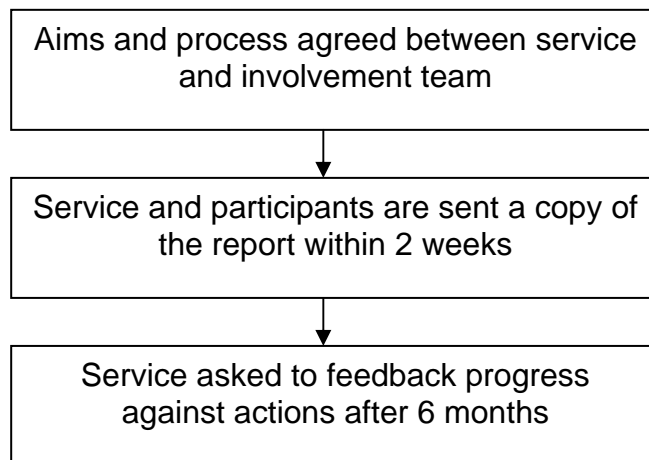 Aims and process agreed between service
and involvement team
Service and participants are sent a copy of
the report within 2 weeks
Service asked to feedback progress
against actions after 6 months